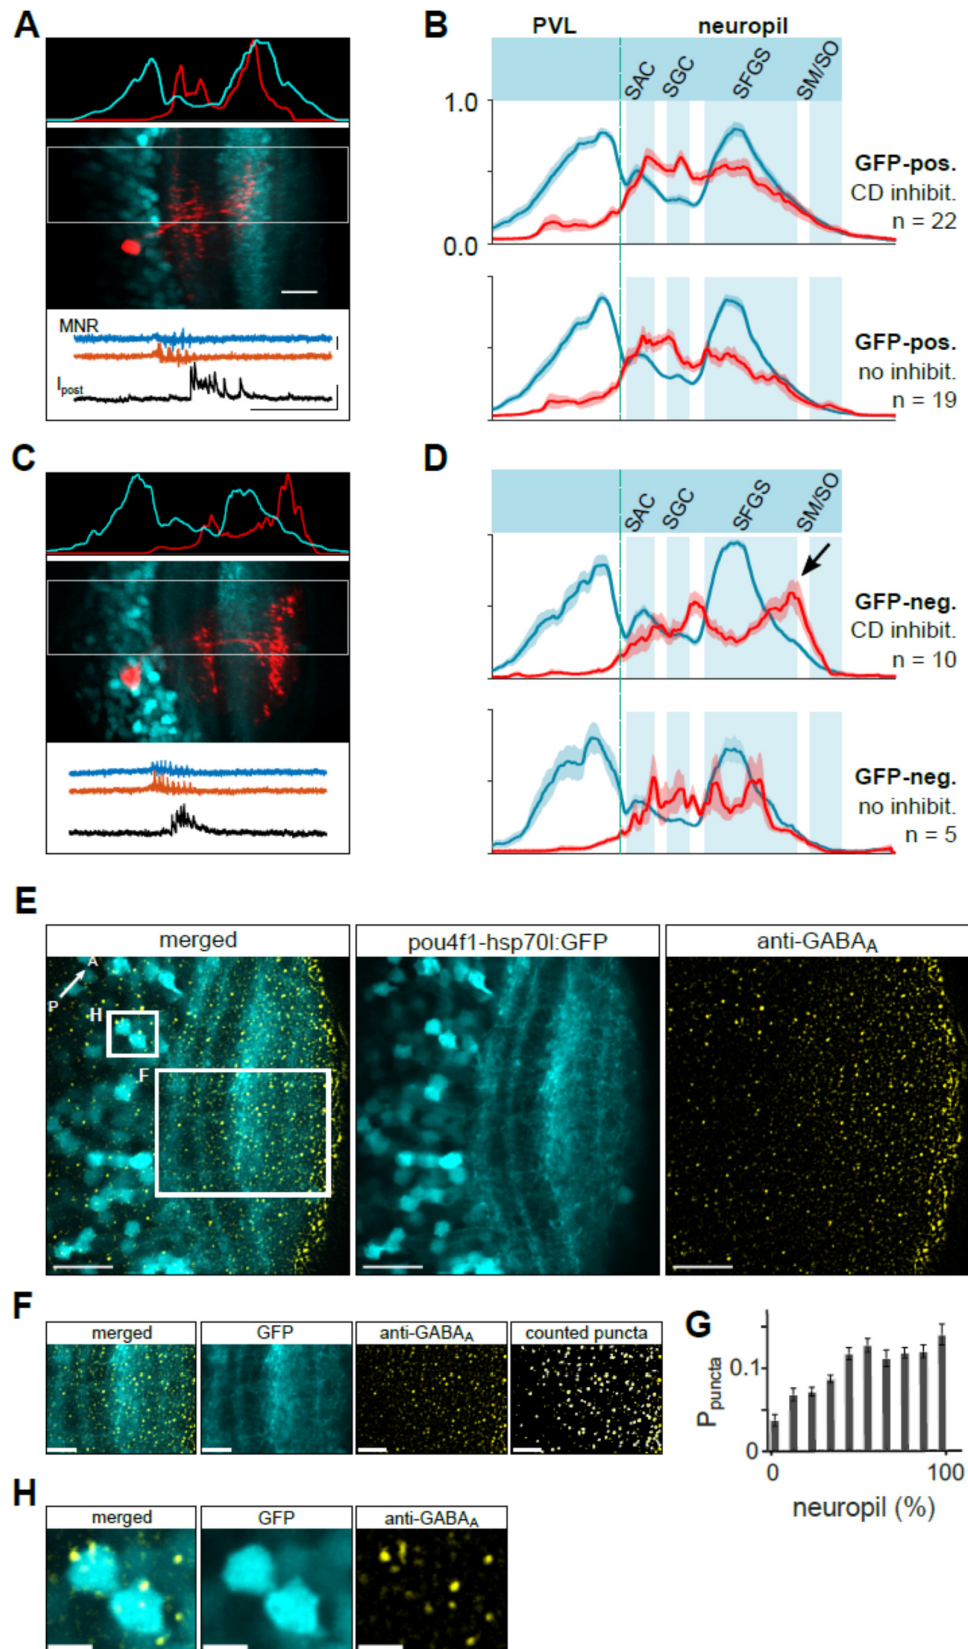 A
MNR
Ipost
B
PVL
neuropil
SAC
SGC
SFGS
SM/SO
1.0
0.0
GFP-pos.
CD inhibit.
n = 22
GFP-pos.
no inhibit.
n = 19
C
D
SAC
SGC
SFGS
SM/SO
GFP-neg.
CD inhibit.
n = 10
GFP-neg.
no inhibit.
n = 5
E
merged
pou4f1-hsp70l:GFP
anti-GABAA
A
P
H
F
F
merged
GFP
anti-GABAA
counted puncta
G
Ppuncta
0.1
0
0
100
neuropil (%)
H
merged
GFP
anti-GABAA